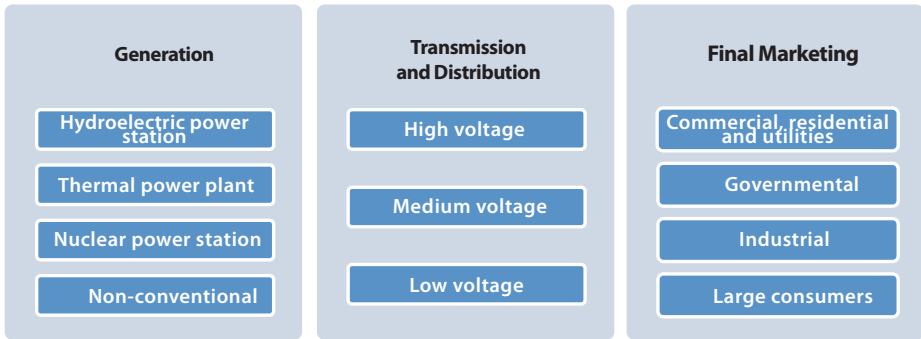 Generation
Hydroelectric power
station
Thermal power plant
Nuclear power station
Non-conventional
Transmission
and Distribution
High voltage
Medium voltage
Low voltage
Final Marketing
Commercial, residential
and utilities
Governmental
Industrial
Large consumers